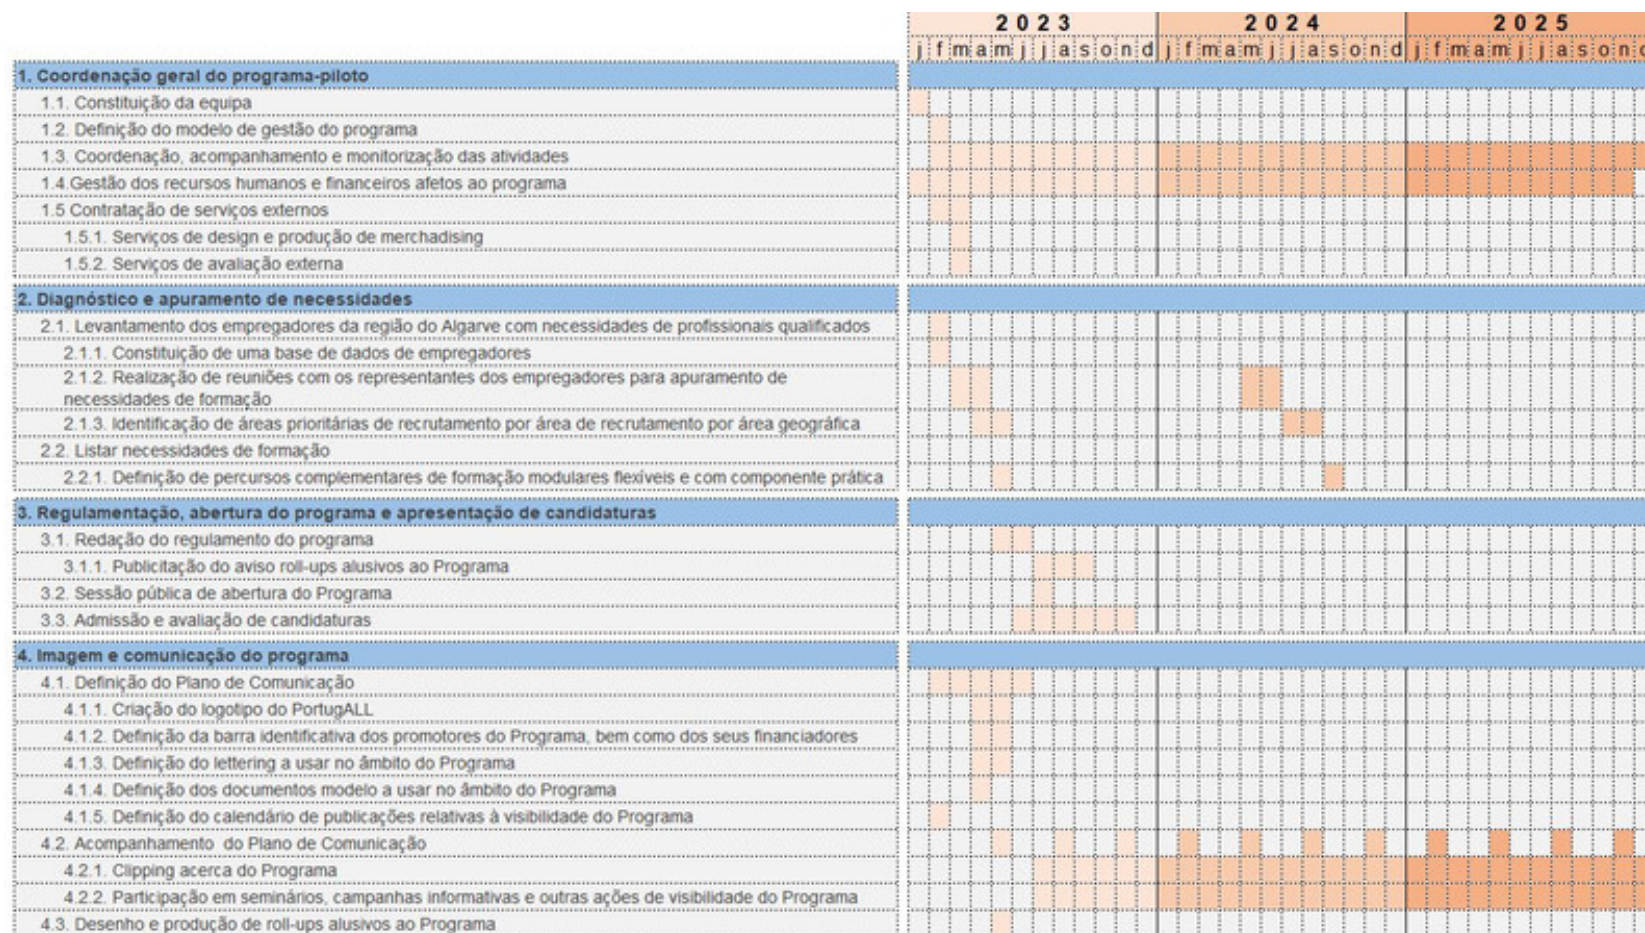 2 0 2 3 2 0 2 4 2 0 2 5
j f m a m j j a s o n d j f m a m j j a s o n d j f m a m j j a s o n d
1. Coordenação geral do programa-piloto
1.1. Constituição da equipa
1.2. Definição do modelo de gestão do programa
1.3. Coordenação, acompanhamento e monitorização das atividades
1.4.Gestão dos recursos humanos e financeiros afetos ao programa
1.5 Contratação de serviços externos
1.5.1. Serviços de design e produção de merchadising
1.5.2. Serviços de avaliação externa
2. Diagnóstico e apuramento de necessidades
2.1. Levantamento dos empregadores da região do Algarve com necessidades de profissionais qualificados
2.1.1. Constituição de uma base de dados de empregadores
2.1.2. Realização de reuniões com os representantes dos empregadores para apuramento de
necessidades de formação
2.1.3. Identificação de áreas prioritárias de recrutamento por área de recrutamento por área geográfica
2.2. Listar necessidades de formação
2.2.1. Definição de percursos complementares de formação modulares flexíveis e com componente prática
3. Regulamentação, abertura do programa e apresentação de candidaturas
3.1. Redação do regulamento do programa
3.1.1. Publicitação do aviso roll-ups alusivos ao Programa
3.2. Sessão pública de abertura do Programa
3.3. Admissão e avaliação de candidaturas
4. Imagem e comunicação do programa
4.1. Definição do Plano de Comunicação
4.1.1. Criação do logotipo do PortugALL
4.1.2. Definição da barra identificativa dos promotores do Programa, bem como dos seus financiadores
4.1.3. Definição do lettering a usar no âmbito do Programa
4.1.4. Definição dos documentos modelo a usar no âmbito do Programa
4.1.5. Definição do calendário de publicações relativas à visibilidade do Programa
4.2. Acompanhamento do Plano de Comunicação
4.2.1. Clipping acerca do Programa
4.2.2. Participação em seminários, campanhas informativas e outras ações de visibilidade do Programa
4.3. Desenho e produção de roll-ups alusivos ao Programa